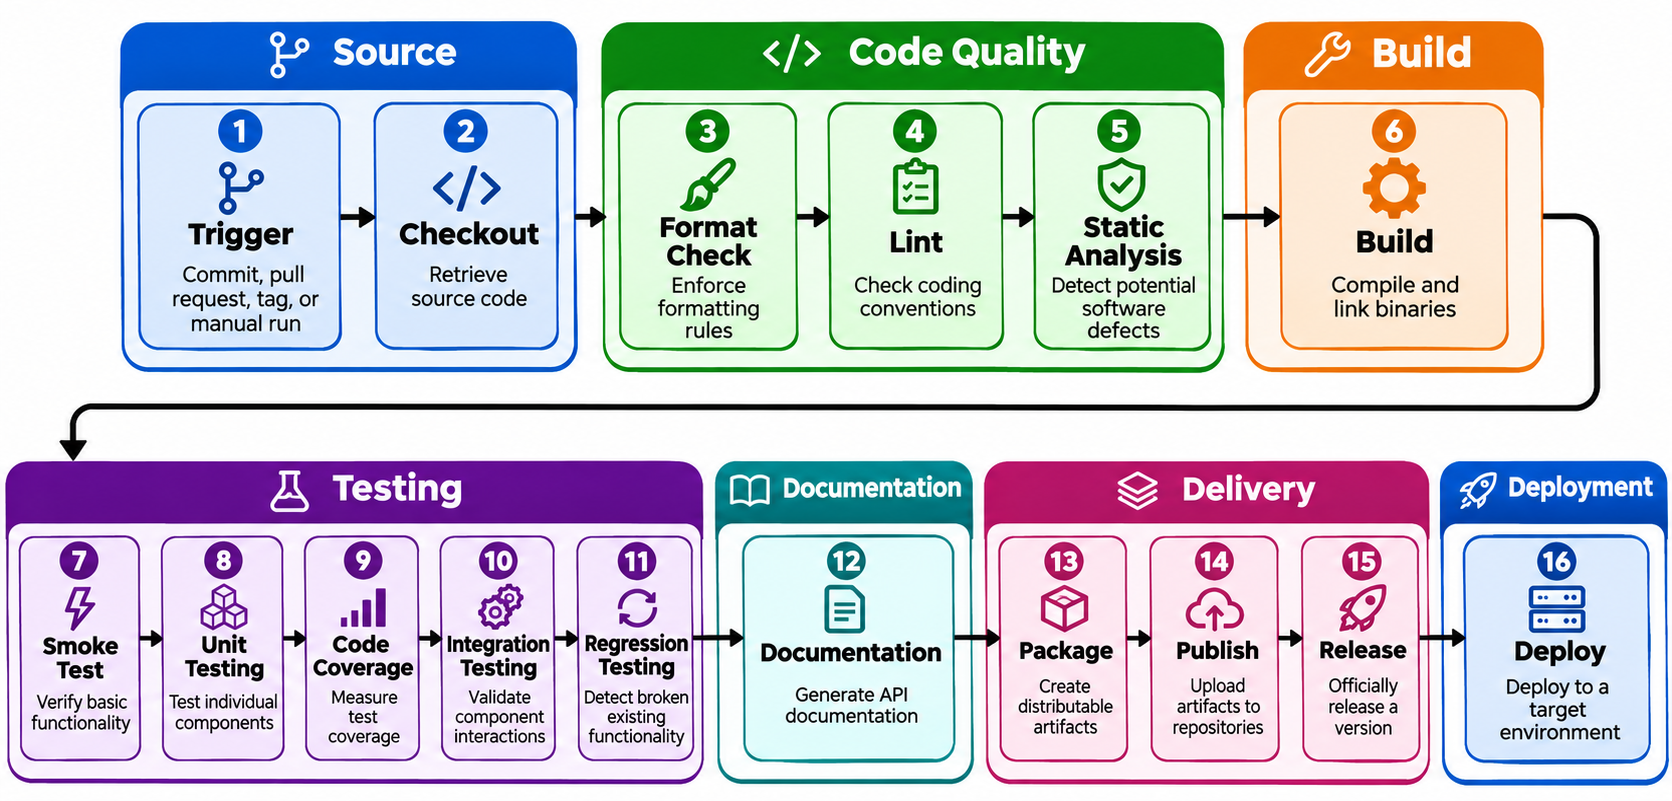 Source
Code Quality
Build
1
Trigger
Commit, pull
request, tag, or
manual run
2
Checkout
Retrieve
source code
3
Format
Check
Enforce
formatting
rules
4
Lint
Check coding
conventions
5
Static
Analysis
Detect potential
software
defects
6
Build
Compile and
link binaries
Testing
Documentation
Delivery
Deployment
7
Smoke
Test
Verify basic
functionality
8
Unit
Testing
Test individual
components
9
Code
Coverage
Measure
test
coverage
10
Integration
Testing
Validate
component
interactions
11
Regression
Testing
Detect broken
existing
functionality
12
Documentation
Generate API
documentation
13
Package
Create
distributable
artifacts
14
Publish
Upload
artifacts to
repositories
15
Release
Officially
release a
version
16
Deploy
Deploy to a
target
environment